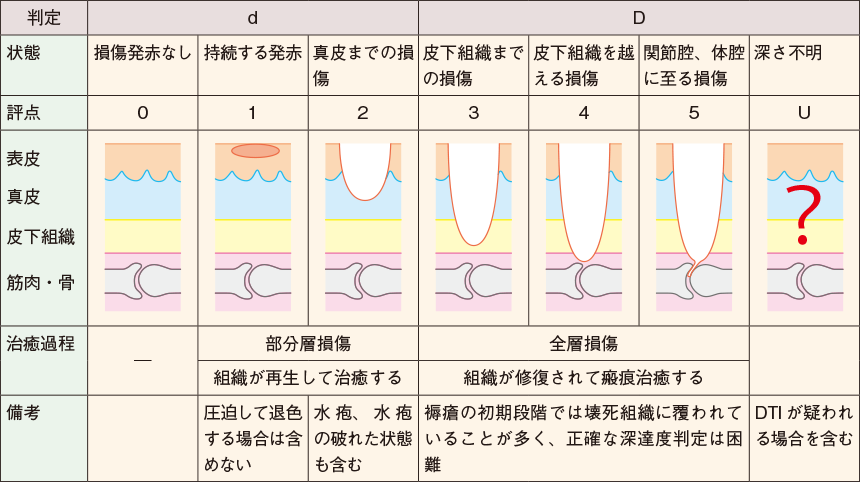 判定 d D
状態 損傷発赤なし 持続する発赤 真皮までの損傷 皮下組織までの損傷 皮下組織を越える損傷 関節腔、体腔に至る損傷 深さ不明
評点 0 1 2 3 4 5 U
表皮
真皮
皮下組織
筋肉・骨
?
治癒過程 — 部分層損傷 全層損傷
組織が再生して治癒する 組織が修復されて瘢痕治癒する
備考
圧迫して退色
する場合は含
めない
水疱、水疱
の破れた状態
も含む
褥瘡の初期段階では壊死組織に覆われて
いることが多く、正確な深達度判定は困
難
DTIが疑われ
る場合を含む